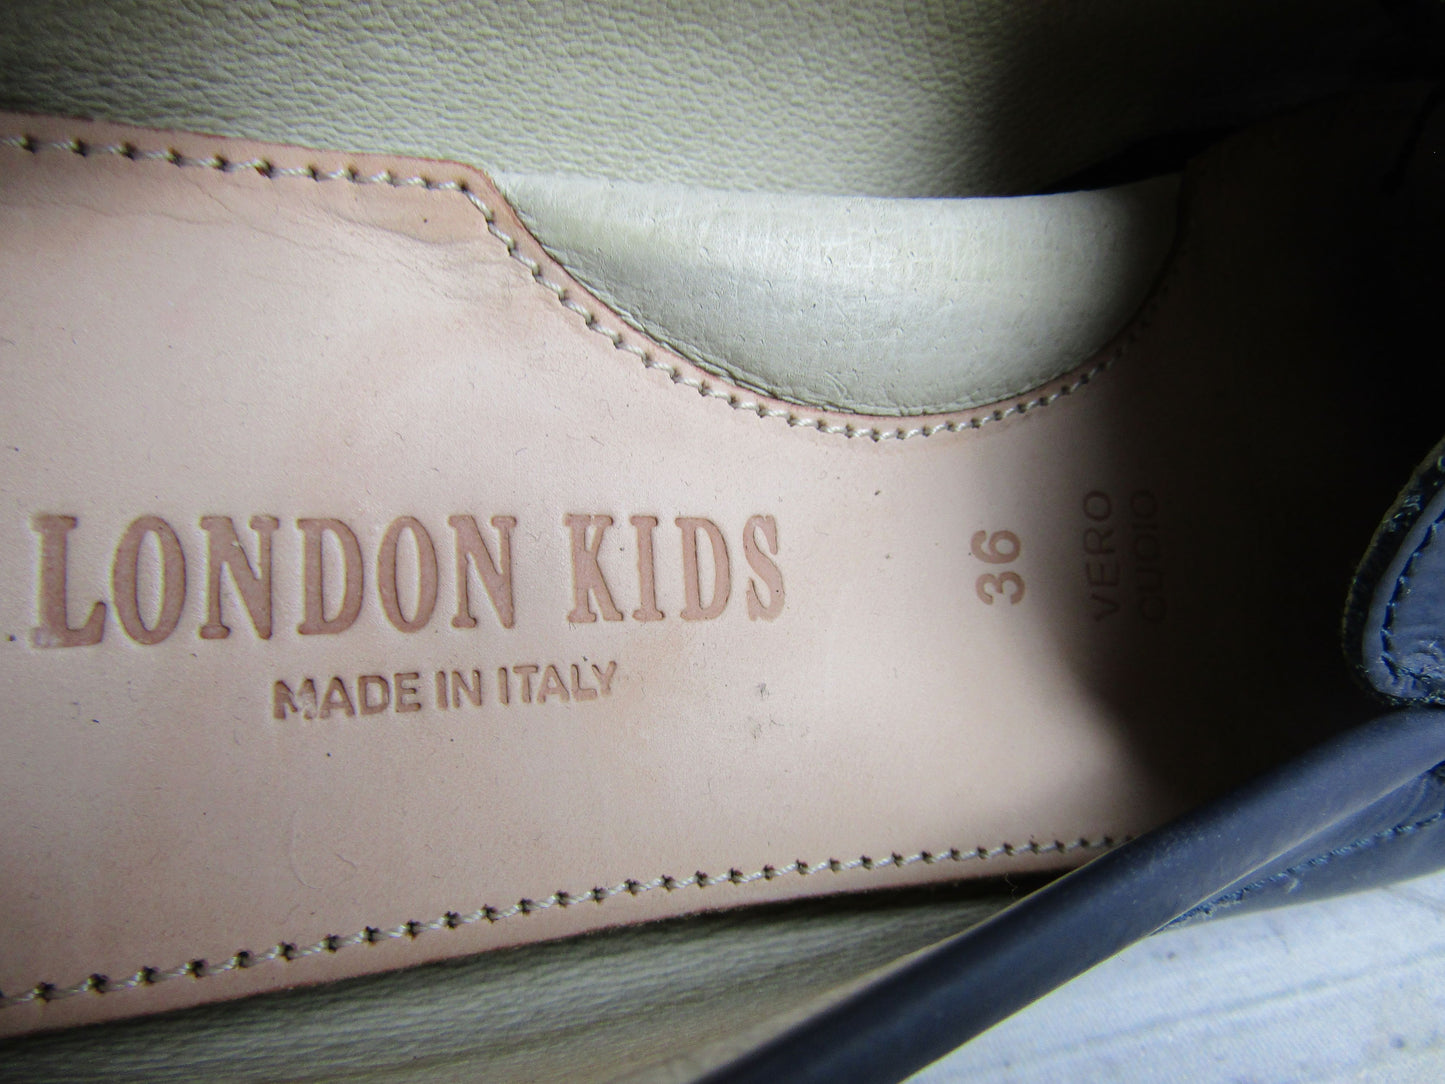 LONDON KIDS
MADE IN ITALY
36
VERO
CUOIO